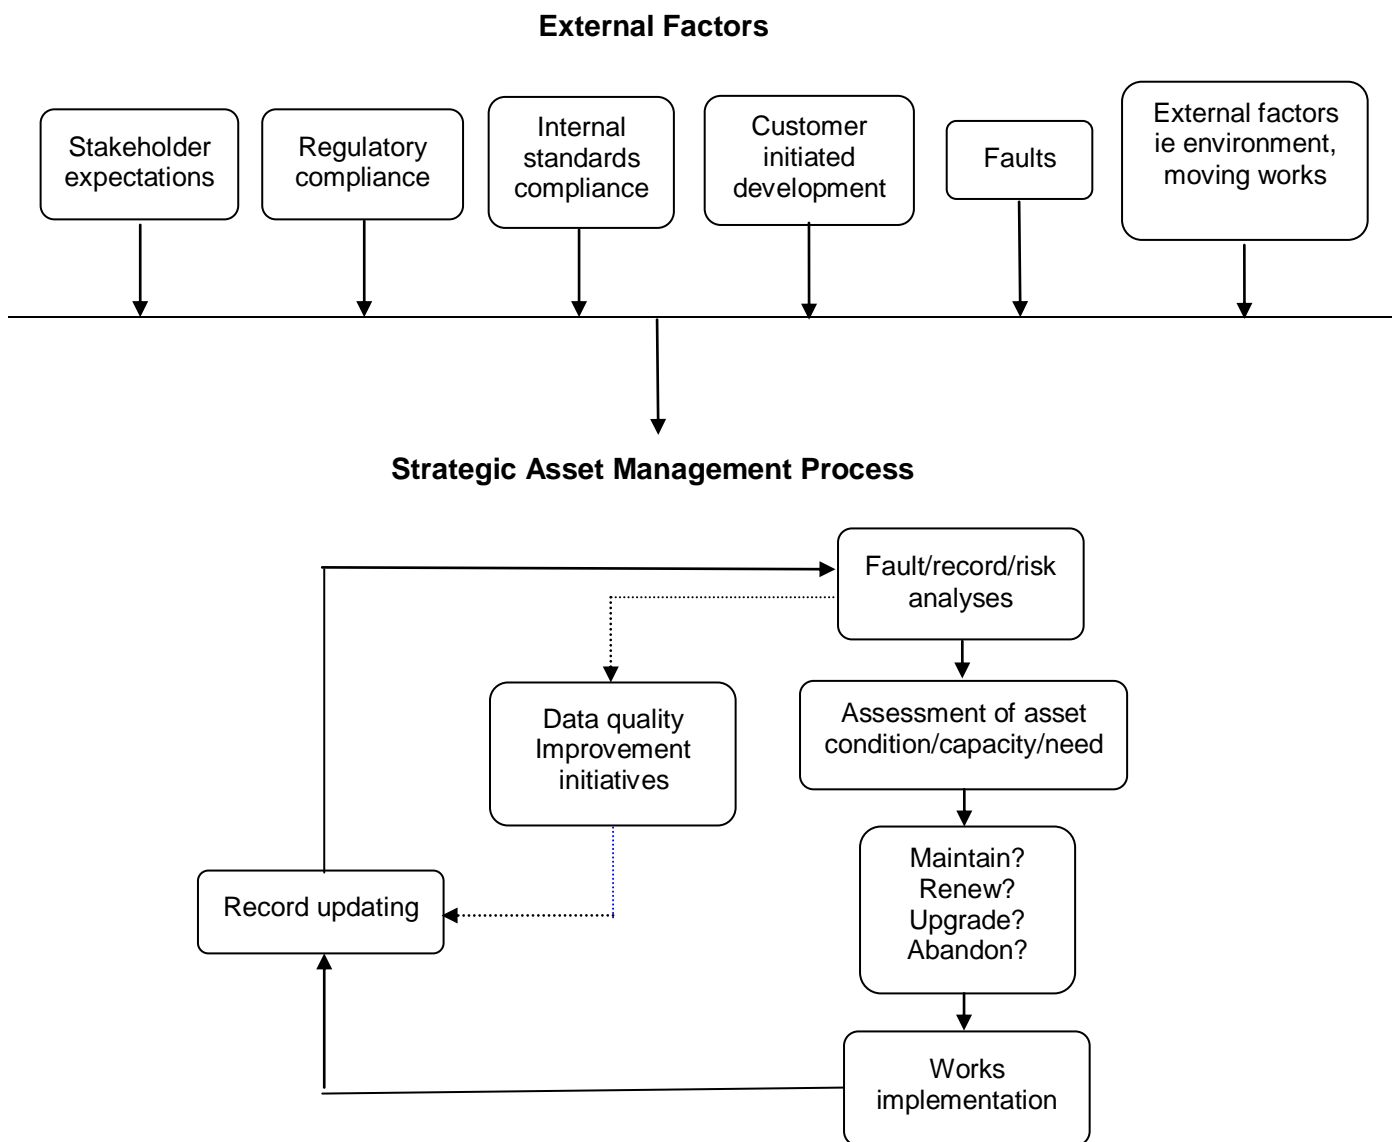 External Factors
Stakeholder
expectations
Regulatory
compliance
Internal
standards
compliance
Customer
initiated
development
Faults
External factors
ie environment,
moving works
Strategic Asset Management Process
Fault/record/risk
analyses
Data quality
Improvement
initiatives
Assessment of asset
condition/capacity/need
Maintain?
Renew?
Upgrade?
Abandon?
Record updating
Works
implementation